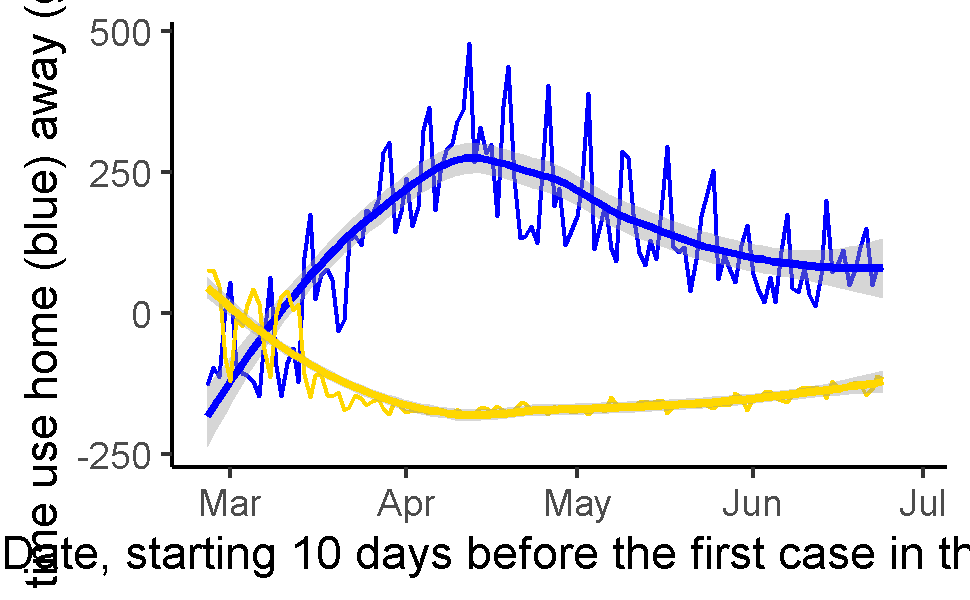 time use home (blue) away (
500
250
0
-250
Mar Apr May Jun Jul
Date, starting 10 days before the first case in th